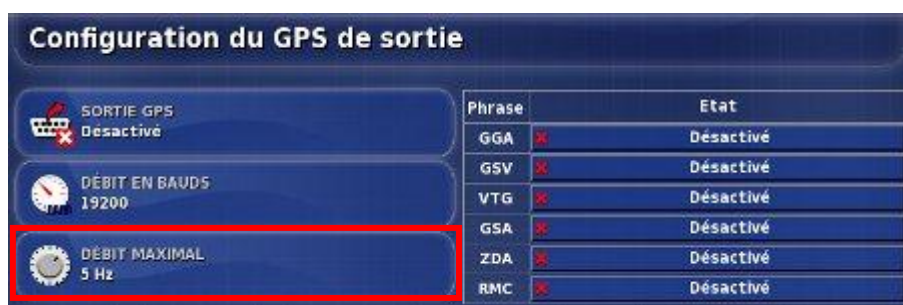 Configuration du GPS de sortie
SORTIE GPS
Désactivé
DÉBIT EN BAUDS
19200
DÉBIT MAXIMAL
5 Hz
Phrase Etat
GGA Désactivé
GSV Désactivé
VTG Désactivé
GSA Désactivé
ZDA Désactivé
RMC Désactivé